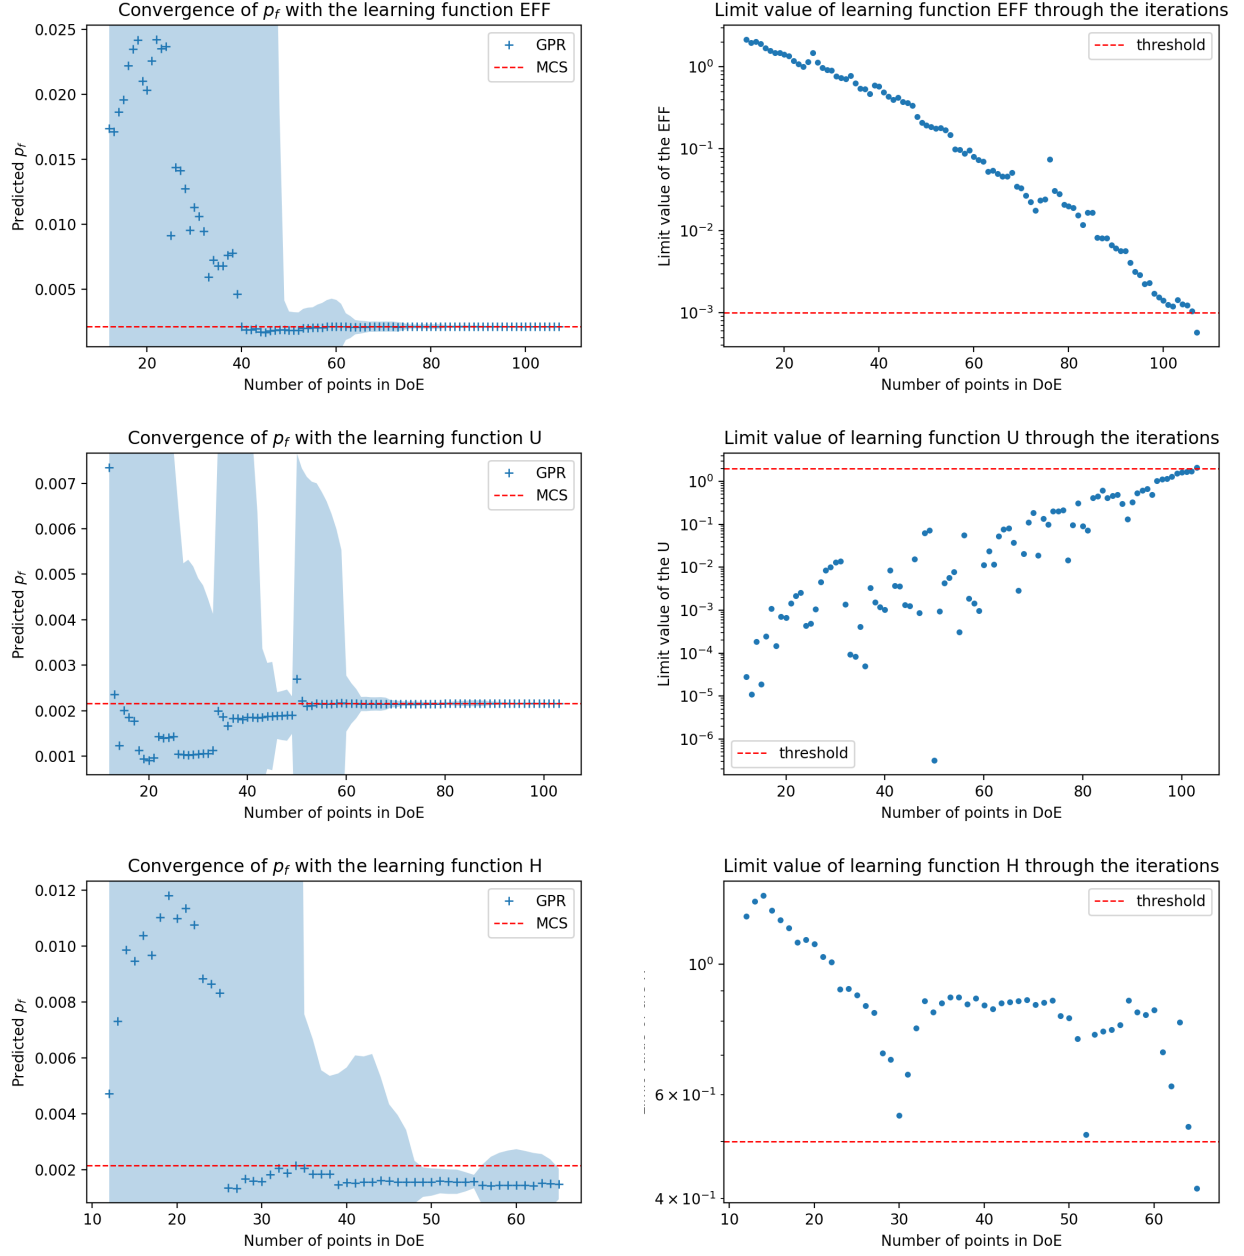 Convergence of p_f with the learning function EFF
0.025
0.020
0.015
0.010
0.005
Predicted p_f
20 40 60 80 100
Number of points in DoE
GPR
MCS
Limit value of learning function EFF through the iterations
10^0
10^−1
10^−2
10^−3
Limit value of the EFF
20 40 60 80 100
Number of points in DoE
threshold
Convergence of p_f with the learning function U
0.007
0.006
0.005
0.004
0.003
0.002
0.001
Predicted p_f
20 40 60 80 100
Number of points in DoE
GPR
MCS
Limit value of learning function U through the iterations
10^0
10^−1
10^−2
10^−3
10^−4
10^−5
10^−6
Limit value of the U
20 40 60 80 100
Number of points in DoE
threshold
Convergence of p_f with the learning function H
0.012
0.010
0.008
0.006
0.004
0.002
Predicted p_f
10 20 30 40 50 60
Number of points in DoE
GPR
MCS
Limit value of learning function H through the iterations
10^0
6 × 10^−1
4 × 10^−1
10 20 30 40 50 60
Number of points in DoE
threshold